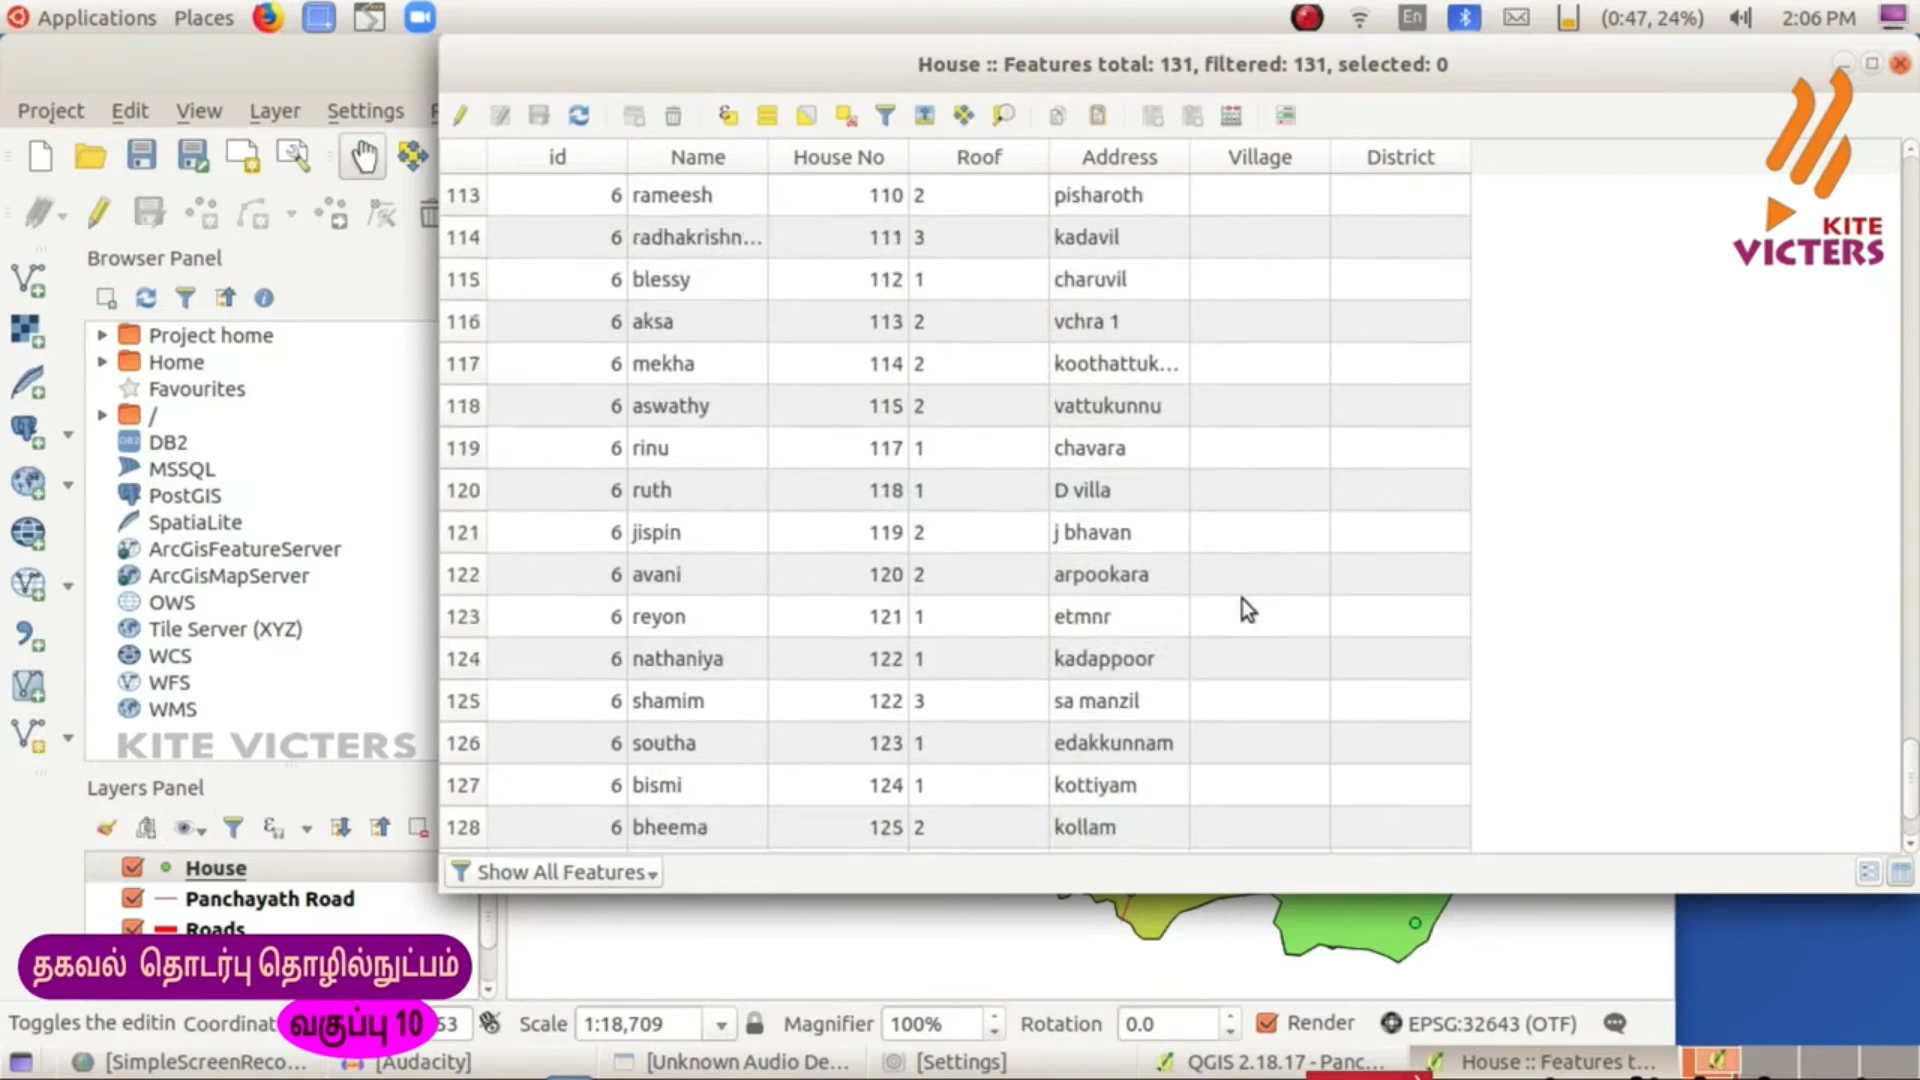 Applications Places En (0:47, 24%) 2:06 PM
House :: Features total: 131, filtered: 131, selected: 0
Project Edit View Layer Settings
id Name House No Roof Address Village District
113 6 rameesh 110 2 pisharoth
114 6 radhakrishn... 111 3 kadavil
115 6 blessy 112 1 charuvil
116 6 aksa 113 2 vchra 1
117 6 mekha 114 2 koothattuk...
118 6 aswathy 115 2 vattukunnu
119 6 rinu 117 1 chavara
120 6 ruth 118 1 D villa
121 6 jispin 119 2 j bhavan
122 6 avani 120 2 arpookara
123 6 reyon 121 1 etmnr
124 6 nathaniya 122 1 kadappoor
125 6 shamim 122 3 sa manzil
126 6 southa 123 1 edakkunnam
127 6 bismi 124 1 kottiyam
128 6 bheema 125 2 kollam
Show All Features
KITE
VICTERS
Browser Panel
Project home
Home
Favourites
/
DB2
MSSQL
PostGIS
SpatiaLite
ArcGisFeatureServer
ArcGisMapServer
OWS
Tile Server (XYZ)
WCS
WFS
WMS
KITE VICTERS
Layers Panel
House
Panchayath Road
Roads
தகவல் தொடர்பு தொழில்நுட்பம்
வகுப்பு 10
Toggles the editin Coordinat 53 Scale 1:18,709 Magnifier 100% Rotation 0.0 Render EPSG:32643 (OTF)
[SimpleScreenReco... [Audacity] [Unknown Audio De... [Settings] QGIS 2.18.17 - Panc... House :: Features t...